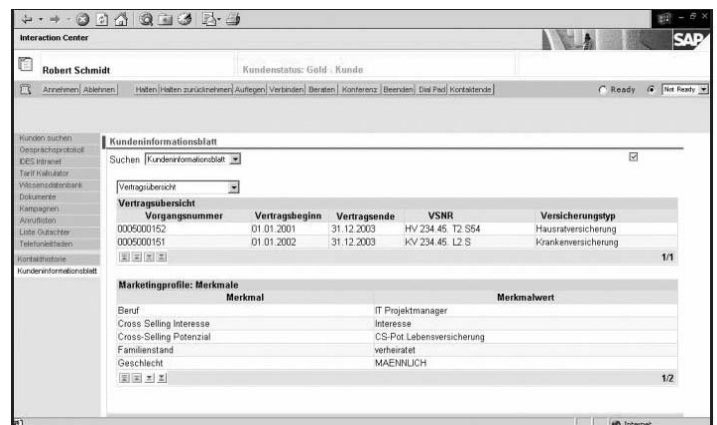 Interaction Center
SAP
Robert Schmidt Kundenstatus: Gold - Kunde
Annehmen| Ablehnen| Halten|Halten zurücknehmen| Auflegen| Verbinden| Beraten| Konferenz |Beenden| Dial Pad| Kontaktende| Ready Not Ready
Kunden suchen
Gesprächsprotokoll
IDES Intranet
Tarif Kalkulator
Wissensdatenbank
Dokumente
Kampagnen
Anruflisten
Liste Gutachter
Telefonleitfaden
Kontakthistorie
Kundeninformationsblatt
Kundeninformationsblatt
Suchen Kundeninformationsblatt
Vertragsübersicht
Vertragsübersicht
Vorgangsnummer Vertragsbeginn Vertragsende VSNR Versicherungstyp
0005000152 01.01.2001 31.12.2003 HV 234.45. T2 S54 Hausratversicherung
0005000151 01.01.2002 31.12.2003 KV 234.45. L2 S Krankenversicherung
1/1
Marketingprofile: Merkmale
Merkmal Merkmalwert
Beruf IT Projektmanager
Cross Selling Interesse Interesse
Cross-Selling Potenzial CS-Pot Lebensversicherung
Familienstand verheiratet
Geschlecht MAENNLICH
1/2
Internet